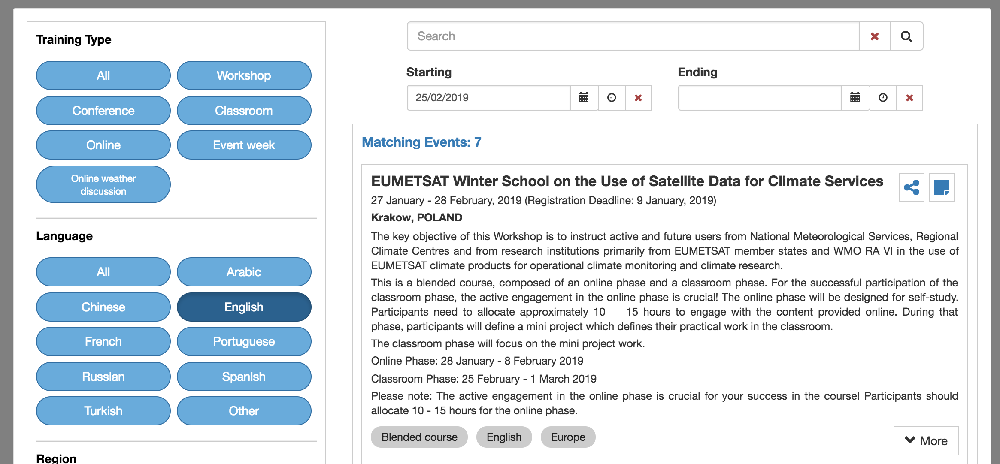 Training Type
All
Workshop
Conference
Classroom
Online
Event week
Online weather
discussion
Language
All
Arabic
Chinese
English
French
Portuguese
Russian
Spanish
Turkish
Other
Region
Search
Starting
Ending
25/02/2019
Matching Events: 7
EUMETSAT Winter School on the Use of Satellite Data for Climate Services
27 January - 28 February, 2019 (Registration Deadline: 9 January, 2019)
Krakow, POLAND
The key objective of this Workshop is to instruct active and future users from National Meteorological Services, Regional
Climate Centres and from research institutions primarily from EUMETSAT member states and WMO RA VI in the use of
EUMETSAT climate products for operational climate monitoring and climate research.
This is a blended course, composed of an online phase and a classroom phase. For the successful participation of the
classroom phase, the active engagement in the online phase is crucial! The online phase will be designed for self-study.
Participants need to allocate approximately 10 15 hours to engage with the content provided online. During that
phase, participants will define a mini project which defines their practical work in the classroom.
The classroom phase will focus on the mini project work.
Online Phase: 28 January - 8 February 2019
Classroom Phase: 25 February - 1 March 2019
Please note: The active engagement in the online phase is crucial for your success in the course! Participants should
allocate 10 - 15 hours for the online phase.
Blended course
English
Europe
More